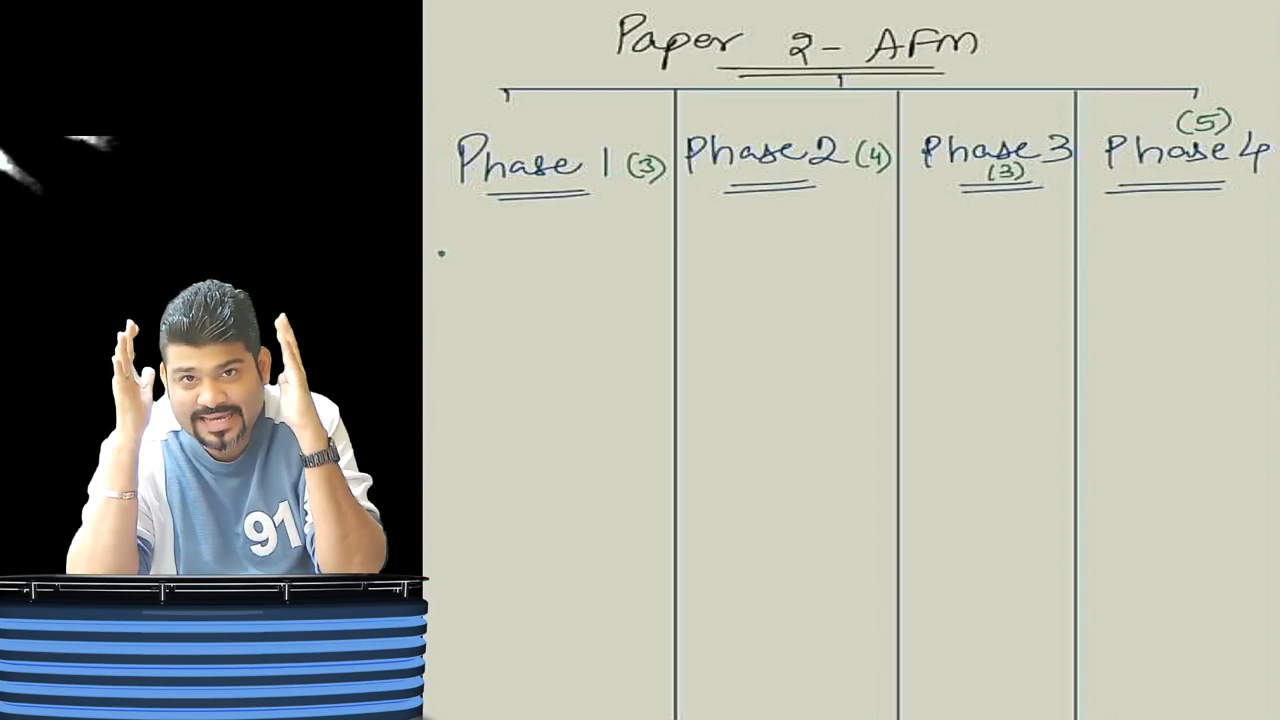 Paper 2 - AFM
Phase 1 (3)
Phase 2 (4)
Phase 3
(3)
(5)
Phase 4
91